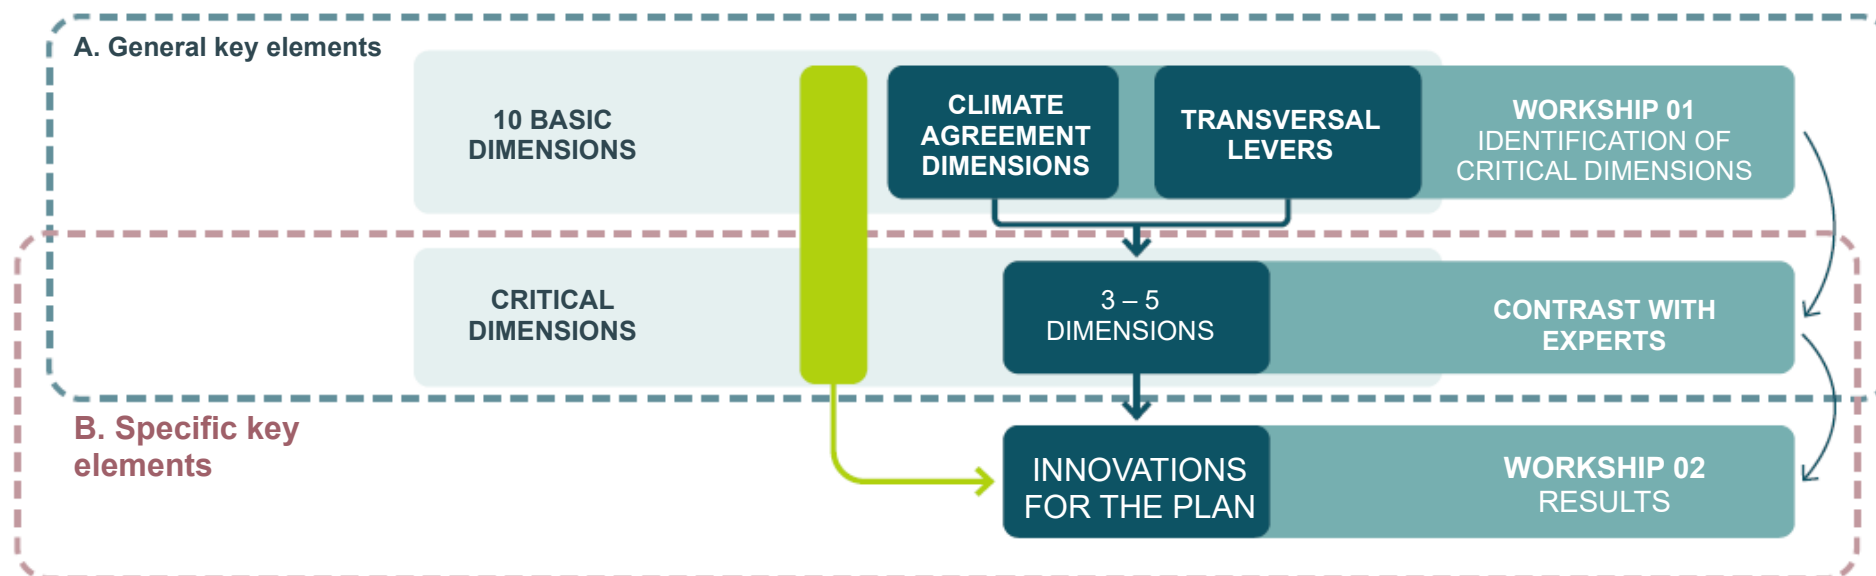 A. General key elements
10 BASIC
DIMENSIONS
CLIMATE
AGREEMENT
DIMENSIONS
TRANSVERSAL
LEVERS
WORKSHIP 01
IDENTIFICATION OF
CRITICAL DIMENSIONS
CRITICAL
DIMENSIONS
3 – 5
DIMENSIONS
CONTRAST WITH
EXPERTS
B. Specific key
elements
INNOVATIONS
FOR THE PLAN
WORKSHIP 02
RESULTS